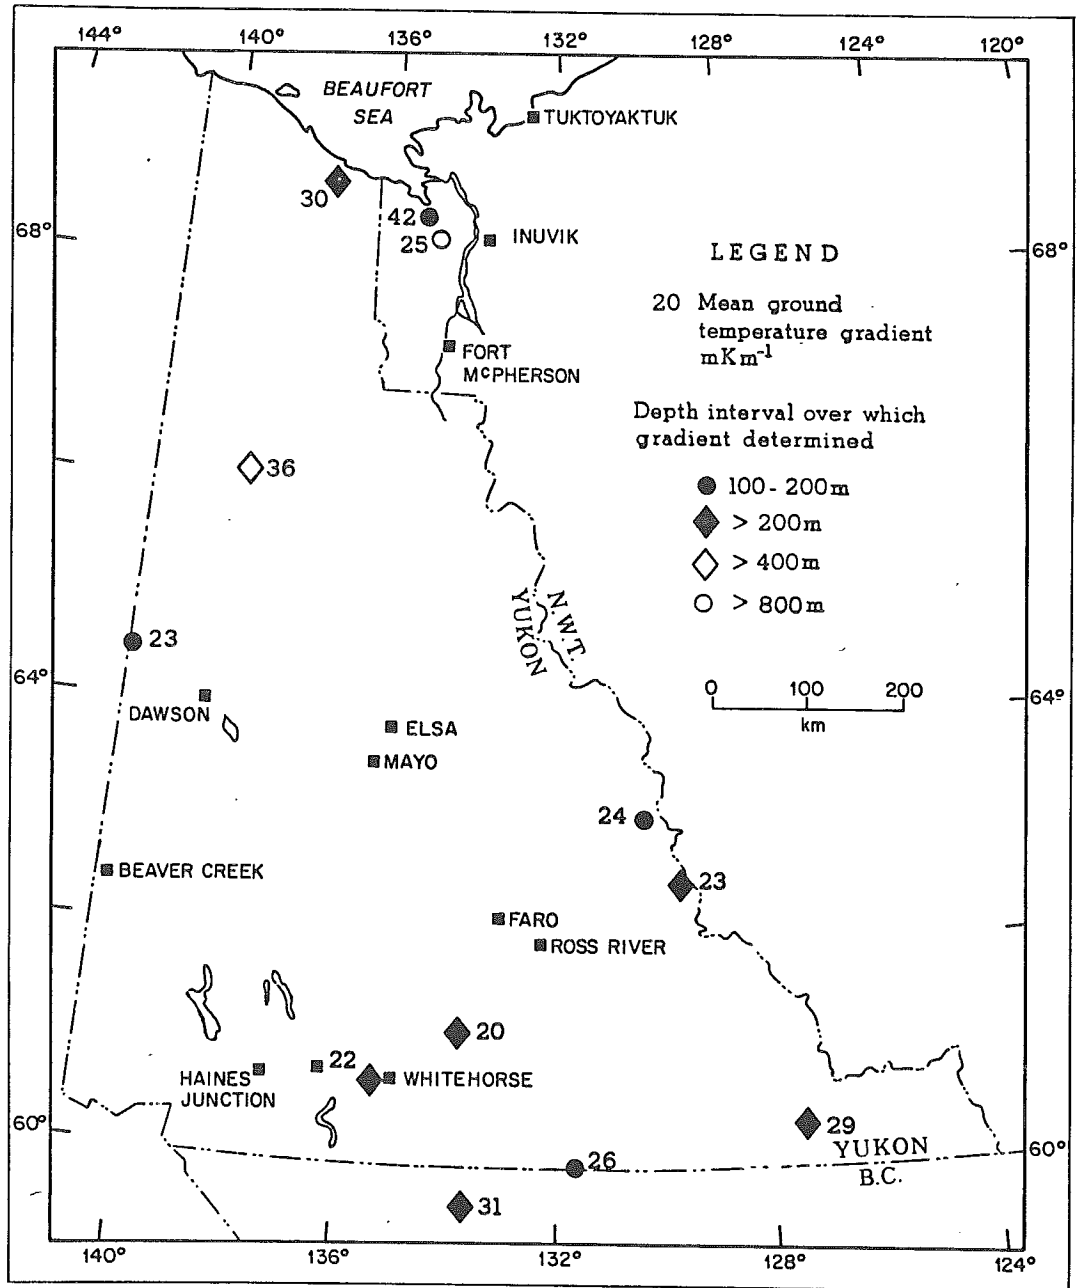 144°
140°
136°
132°
128°
124°
120°
BEAUFORT
SEA
TUKTOYAKTUK
30
42
25
INUVIK
68°
68°
LEGEND
20 Mean ground
temperature gradient
mKm⁻¹
FORT
McPHERSON
Depth interval over which
gradient determined
36
100-200m
> 200m
> 400m
> 800m
N.W.T.
YUKON
23
64°
64°
0 100 200
km
DAWSON
ELSA
MAYO
24
BEAVER CREEK
23
FARO
ROSS RIVER
20
22
HAINES
JUNCTION
WHITEHORSE
60°
29
YUKON
60°
26
B.C.
31
140°
136°
132°
128°
124°